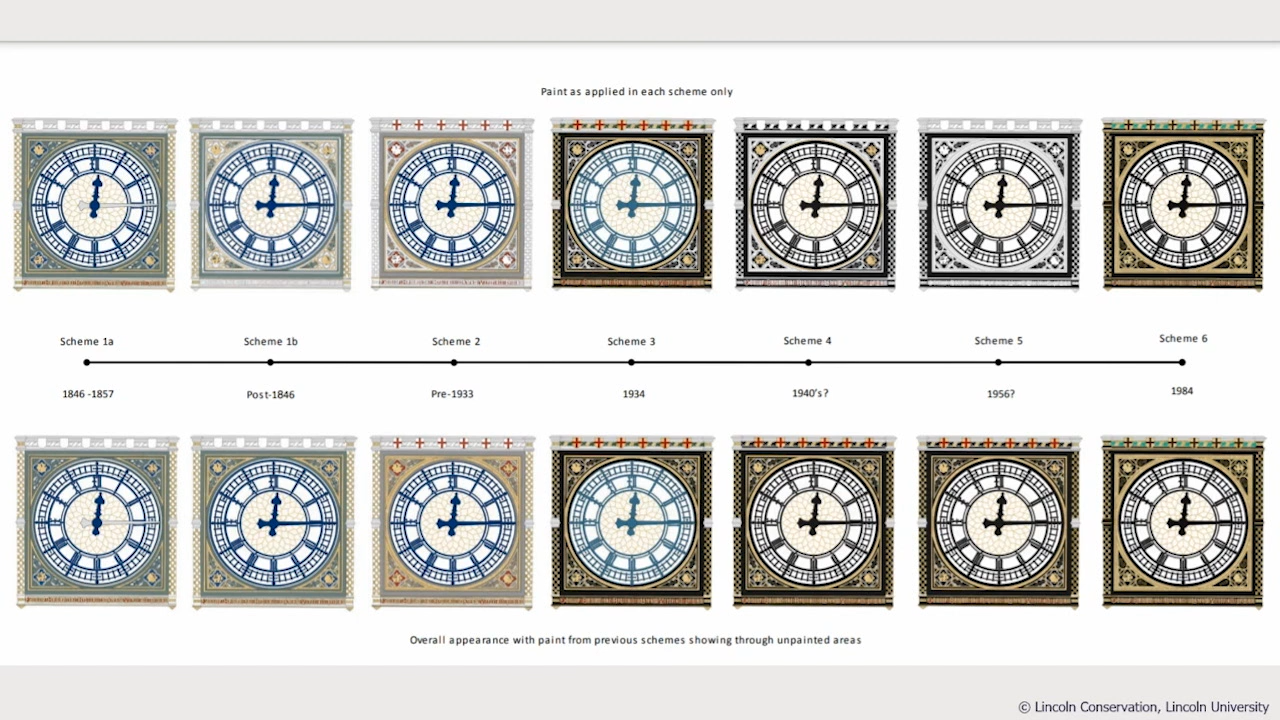 Paint as applied in each scheme only
Scheme 1a
Scheme 1b
Scheme 2
Scheme 3
Scheme 4
Scheme 5
Scheme 6
1846 -1857
Post-1846
Pre-1933
1934
1940's?
1956?
1984
Overall appearance with paint from previous schemes showing through unpainted areas
© Lincoln Conservation, Lincoln University